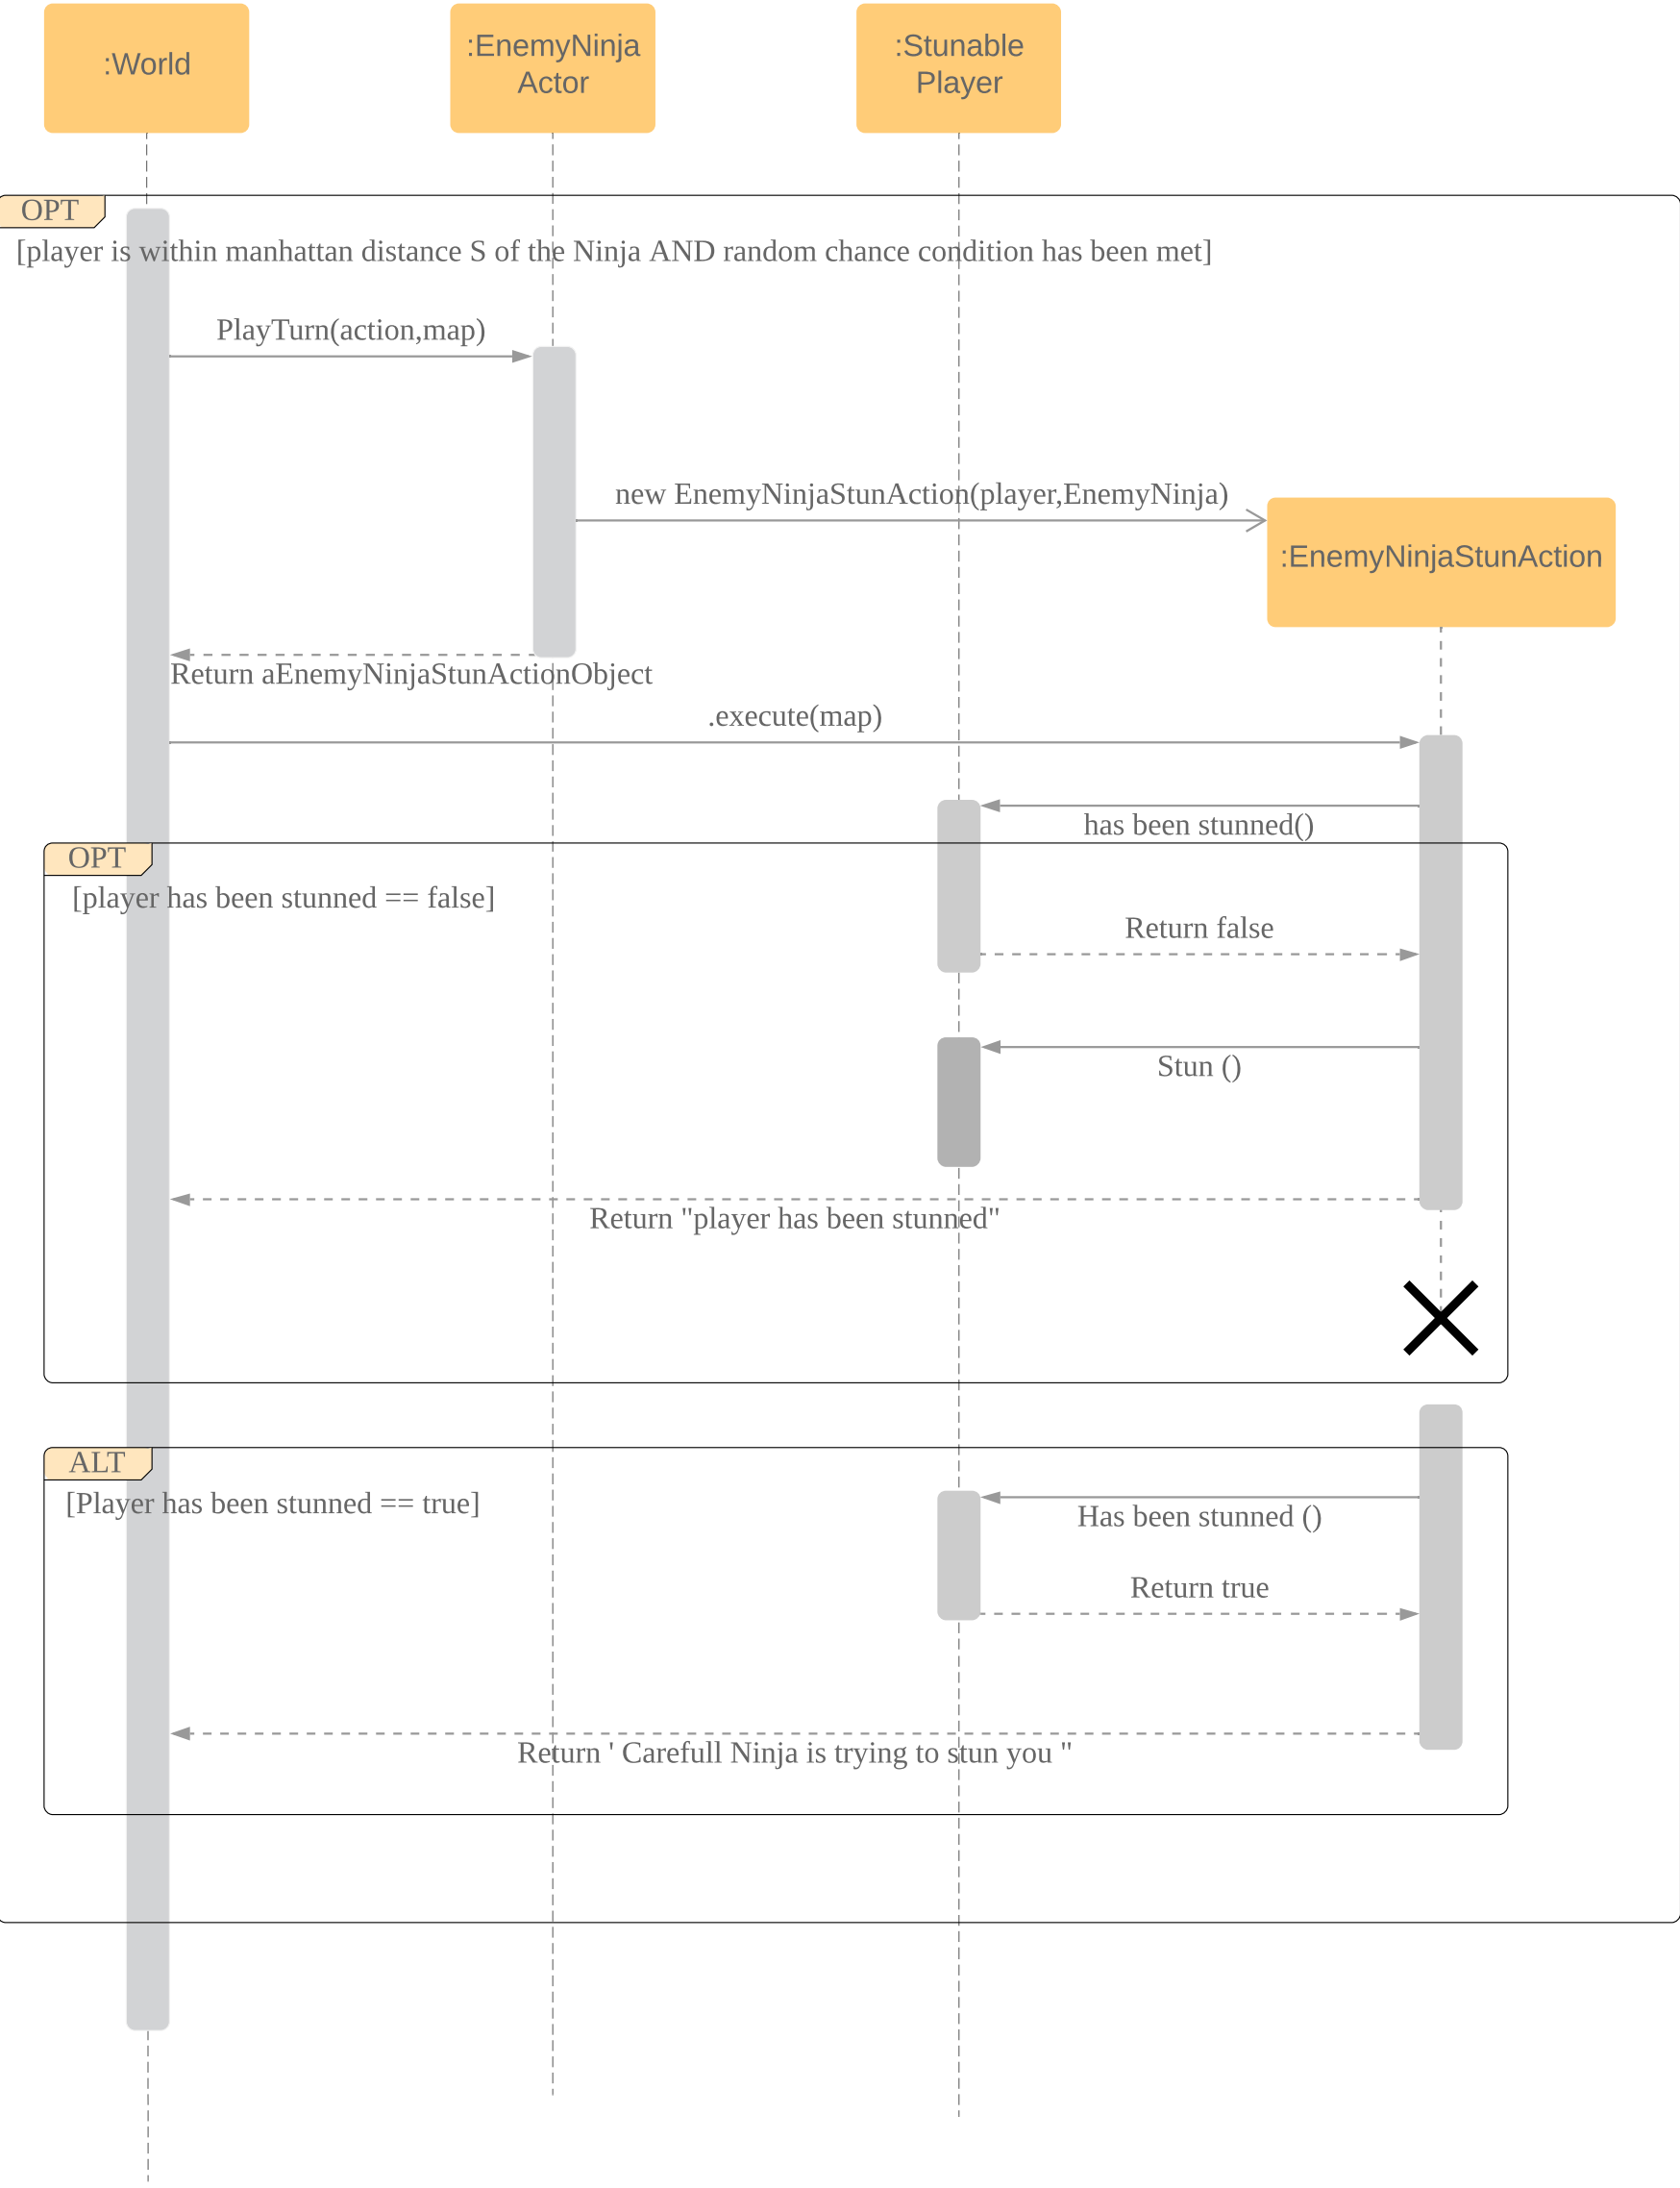 :World
:EnemyNinja
Actor
:Stunable
Player
OPT
[player is within manhattan distance S of the Ninja AND random chance condition has been met]
PlayTurn(action,map)
new EnemyNinjaStunAction(player,EnemyNinja)
:EnemyNinjaStunAction
Return aEnemyNinjaStunActionObject
.execute(map)
has been stunned()
OPT
[player has been stunned == false]
Return false
Stun ()
Return "player has been stunned"
ALT
[Player has been stunned == true]
Has been stunned ()
Return true
Return ' Carefull Ninja is trying to stun you "